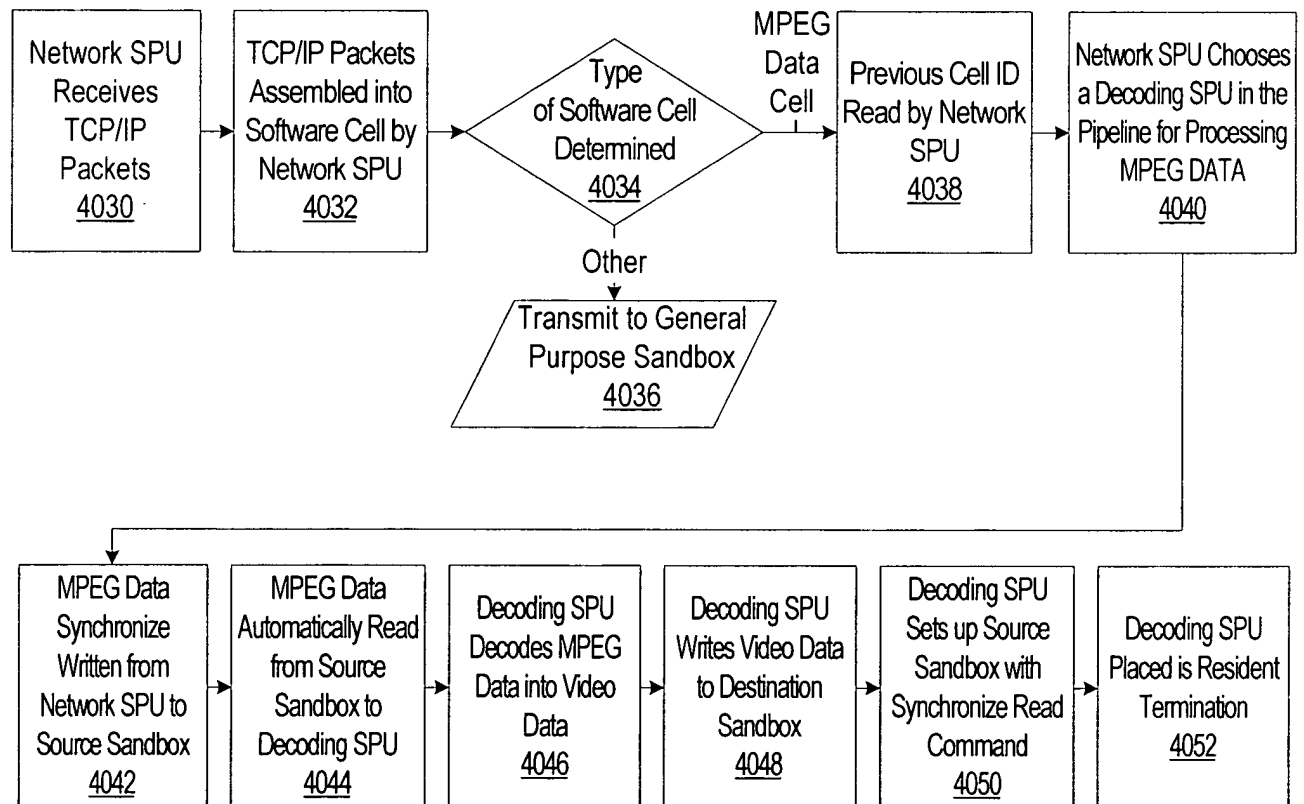 Network SPU
Receives
TCP/IP
Packets
4030
TCP/IP Packets
Assembled into
Software Cell by
Network SPU
4032
Type
of Software Cell
Determined
4034
MPEG
Data
Cell
Previous Cell ID
Read by Network
SPU
4038
Network SPU Chooses
a Decoding SPU in the
Pipeline for Processing
MPEG DATA
4040
Other
Transmit to General
Purpose Sandbox
4036
MPEG Data
Synchronize
Written from
Network SPU to
Source Sandbox
4042
MPEG Data
Automatically Read
from Source
Sandbox to
Decoding SPU
4044
Decoding SPU
Decodes MPEG
Data into Video
Data
4046
Decoding SPU
Writes Video Data
to Destination
Sandbox
4048
Decoding SPU
Sets up Source
Sandbox with
Synchronize Read
Command
4050
Decoding SPU
Placed is Resident
Termination
4052